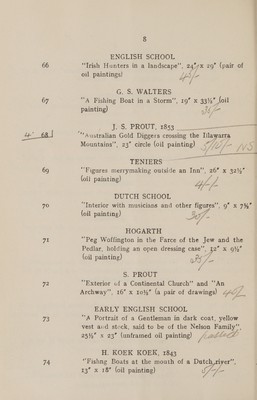 8
ENGLISH SCHOOL
66 "Irish Hunters in a landscape", 24" x 29" (pair of
oil paintings)
G. S. WALTERS
67 "A Fishing Boat in a Storm", 19" x 33½" (oil
painting)
J. S. PROUT, 1853
68 "Australian Gold Diggers crossing the Idawarra
Mountains", 23" circle (oil painting)
TENIERS
69 "Figures merrymaking outside an Inn", 26" x 32½"
(oil painting)
DUTCH SCHOOL
70 "Interior with musicians and other figures", 9" x 7¾"
(oil painting)
HOGARTH
71 "Peg Woffington in the Farce of the Jew and the
Pedlar, holding an open dressing case", 12" x 9½"
(oil painting)
S. PROUT
72 "Exterior of a Continental Church" and "An
Archway", 16" x 10½" (a pair of drawings)
EARLY ENGLISH SCHOOL
73 "A Portrait of a Gentleman in dark coat, yellow
vest and stock, said to be of the Nelson Family",
25½" x 23" (unframed oil painting)
H. KOEK KOEK, 1843
74 "Fishing Boats at the mouth of a Dutch river",
23" x 18" (oil painting)